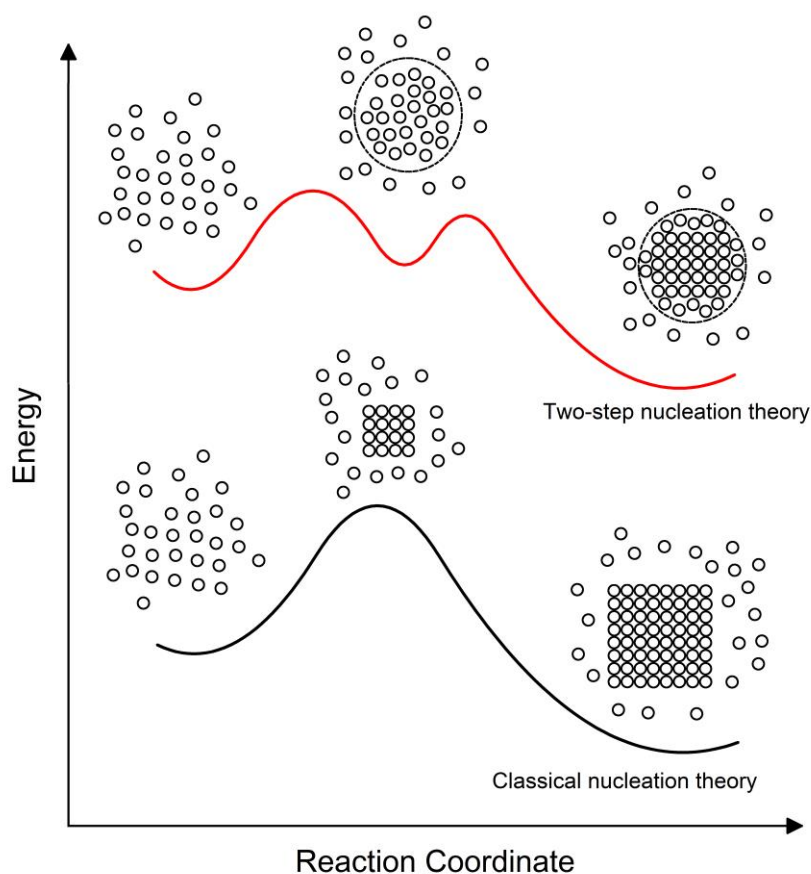 Energy
Two-step nucleation theory
Classical nucleation theory
Reaction Coordinate